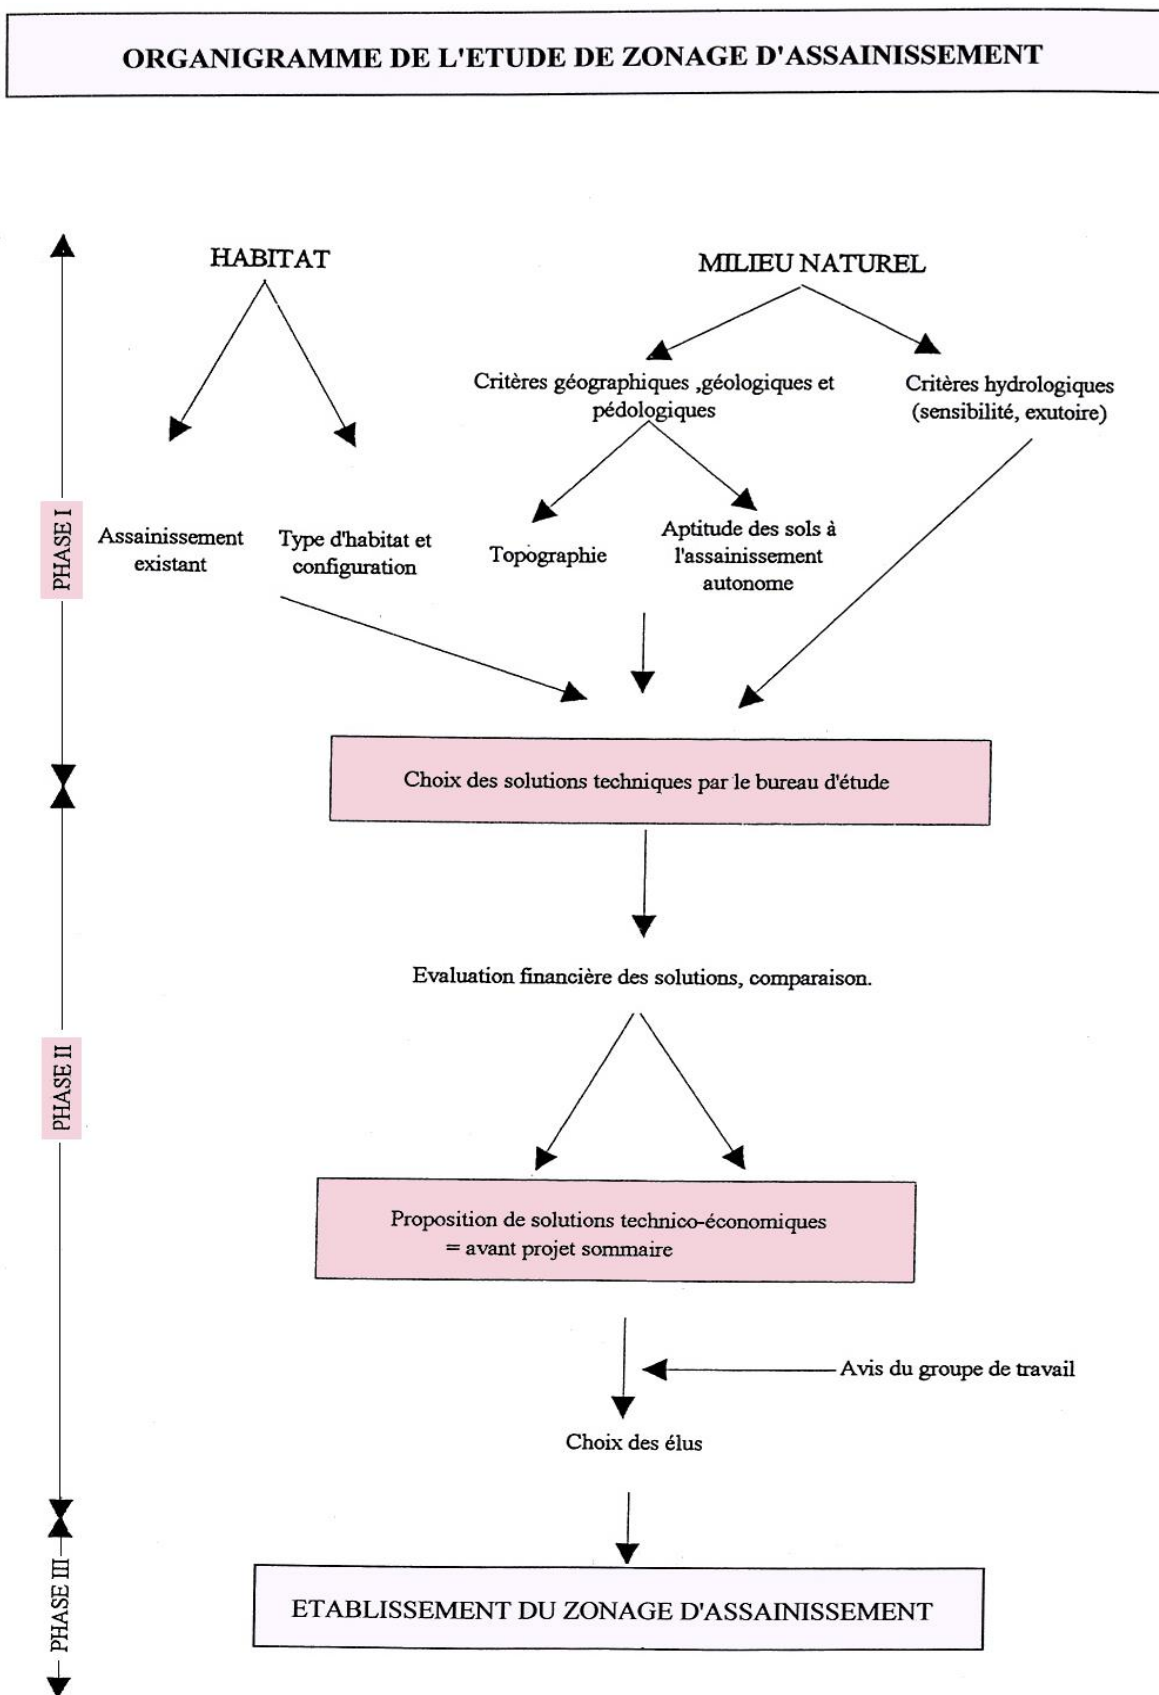 ORGANIGRAMME DE L'ETUDE DE ZONAGE D'ASSAINISSEMENT
HABITAT
MILIEU NATUREL
Critères géographiques ,géologiques et
pédologiques
Critères hydrologiques
(sensibilité, exutoire)
PHASE I
Assainissement
existant
Type d'habitat et
configuration
Topographie
Aptitude des sols à
l'assainissement
autonome
Choix des solutions techniques par le bureau d'étude
PHASE II
Evaluation financière des solutions, comparaison.
Proposition de solutions technico-économiques
= avant projet sommaire
Avis du groupe de travail
Choix des élus
PHASE III
ETABLISSEMENT DU ZONAGE D'ASSAINISSEMENT